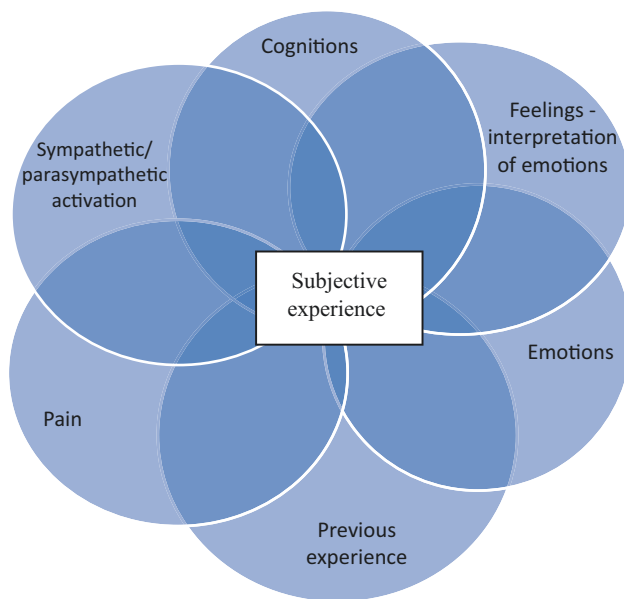 Cognitions
Feelings -
interpretation
of emotions
Sympathetic/
parasympathetic
activation
Subjective
experience
Emotions
Pain
Previous
experience